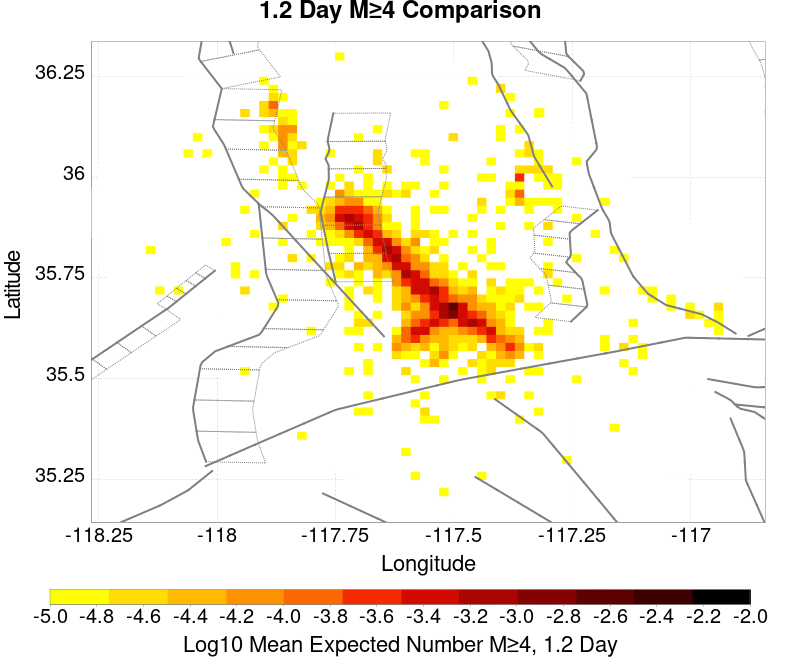 1.2 Day M≥4 Comparison
36.25
36
35.75
35.5
35.25
Latitude
-118.25 -118 -117.75 -117.5 -117.25 -117
Longitude
-5.0 -4.8 -4.6 -4.4 -4.2 -4.0 -3.8 -3.6 -3.4 -3.2 -3.0 -2.8 -2.6 -2.4 -2.2 -2.0
Log10 Mean Expected Number M≥4, 1.2 Day